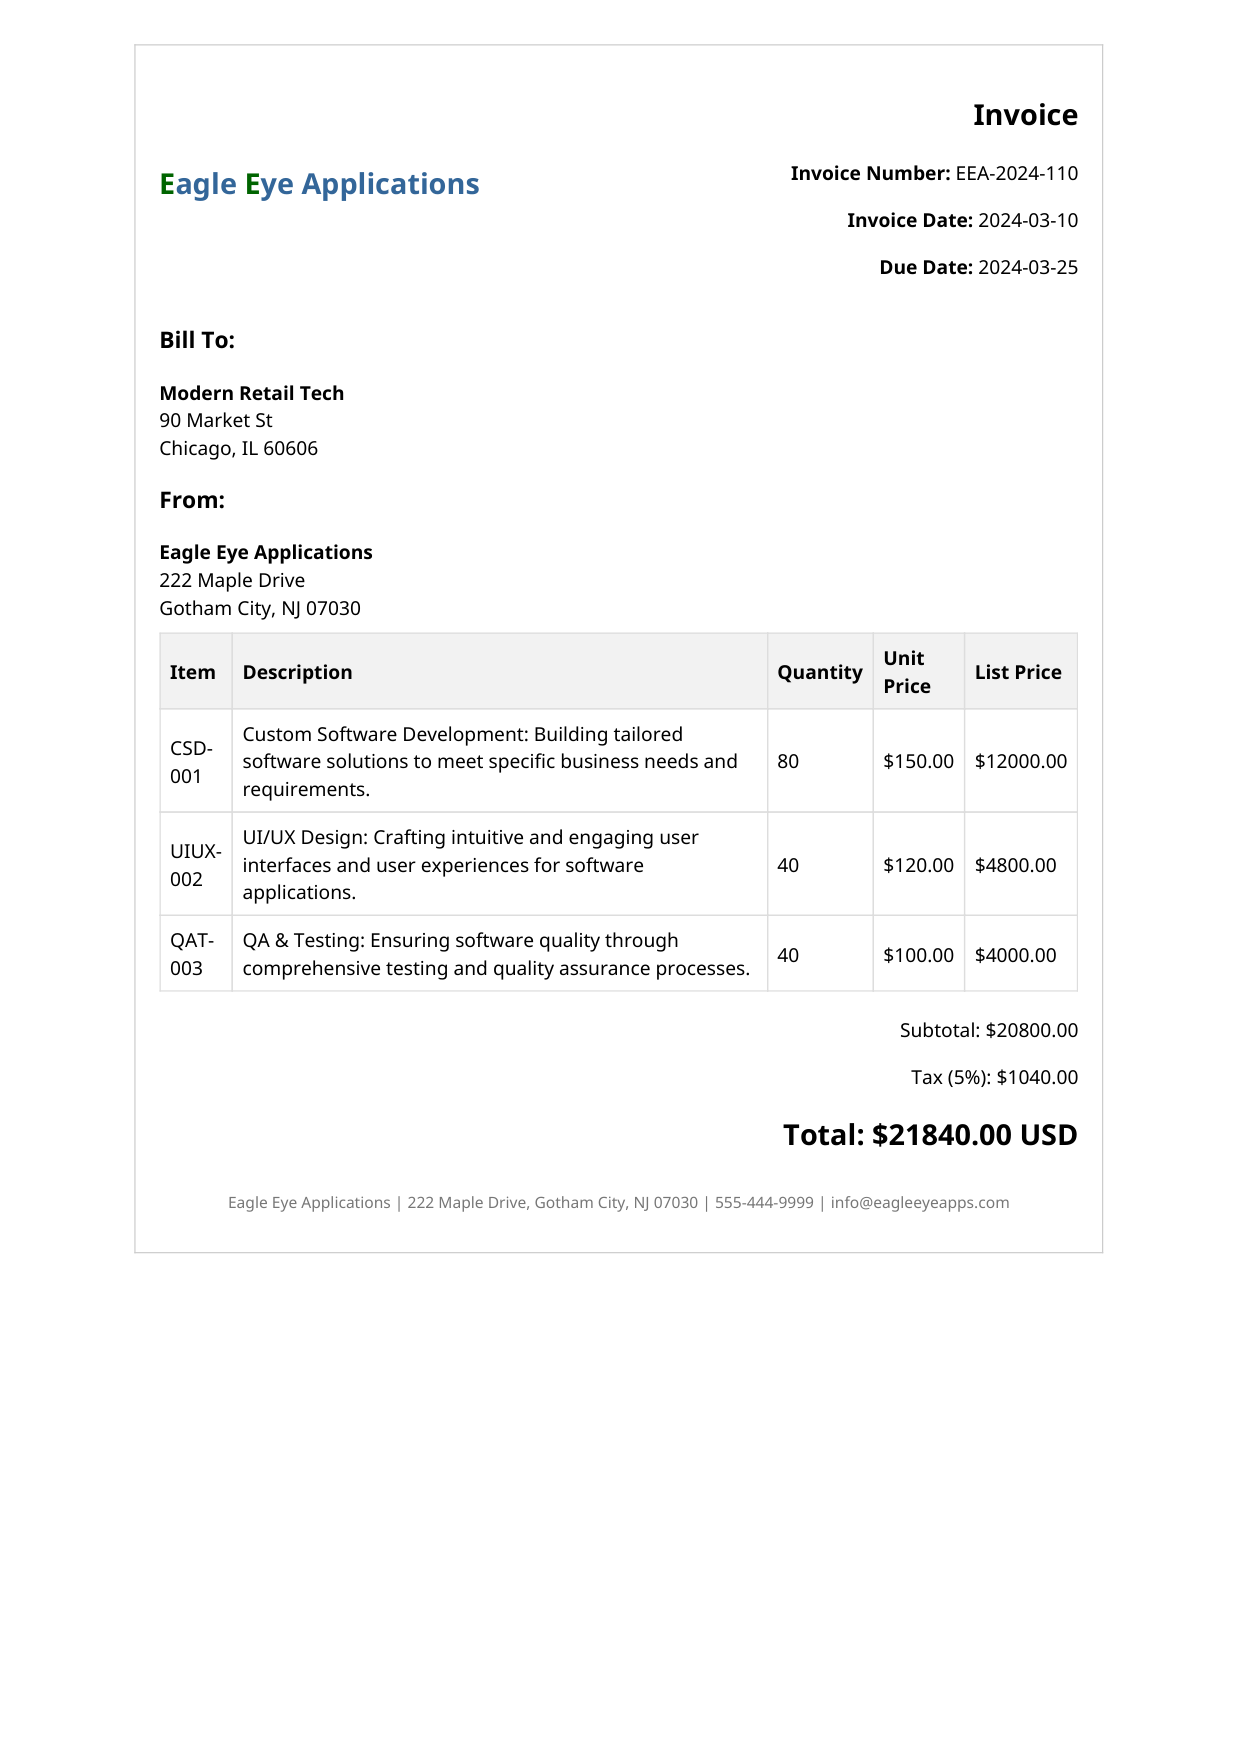 Invoice
Eagle Eye Applications
Invoice Number: EEA-2024-110
Invoice Date: 2024-03-10
Due Date: 2024-03-25
Bill To:
Modern Retail Tech
90 Market St
Chicago, IL 60606
From:
Eagle Eye Applications
222 Maple Drive
Gotham City, NJ 07030
Item Description Quantity Unit Price List Price
CSD-001 Custom Software Development: Building tailored
software solutions to meet specific business needs and
requirements. 80 $150.00 $12000.00
UIUX-002 UI/UX Design: Crafting intuitive and engaging user
interfaces and user experiences for software
applications. 40 $120.00 $4800.00
QAT-003 QA & Testing: Ensuring software quality through
comprehensive testing and quality assurance processes. 40 $100.00 $4000.00
Subtotal: $20800.00
Tax (5%): $1040.00
Total: $21840.00 USD
Eagle Eye Applications | 222 Maple Drive, Gotham City, NJ 07030 | 555-444-9999 | info@eagleeyeapps.com